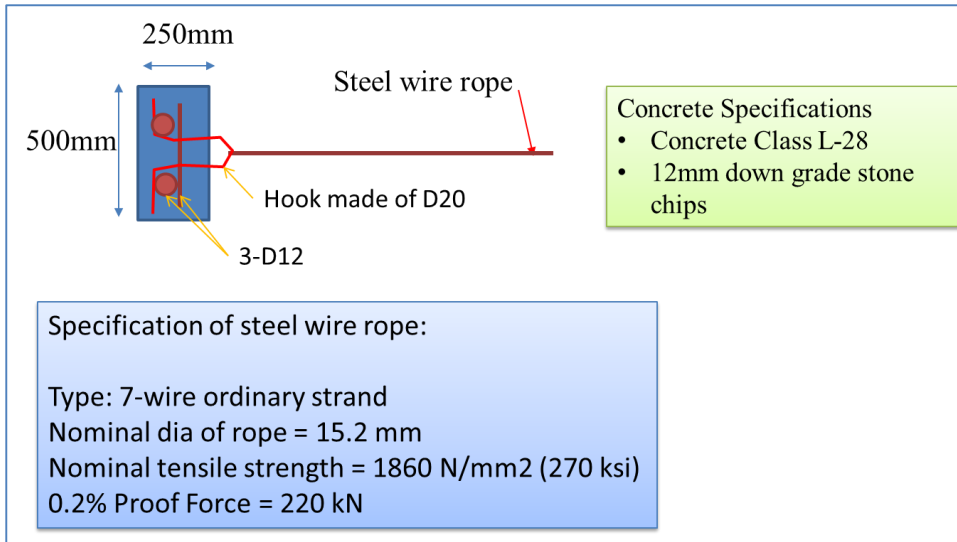 250mm
Steel wire rope
500mm
Hook made of D20
3-D12
Concrete Specifications
• Concrete Class L-28
• 12mm down grade stone
chips
Specification of steel wire rope:
Type: 7-wire ordinary strand
Nominal dia of rope = 15.2 mm
Nominal tensile strength = 1860 N/mm2 (270 ksi)
0.2% Proof Force = 220 kN